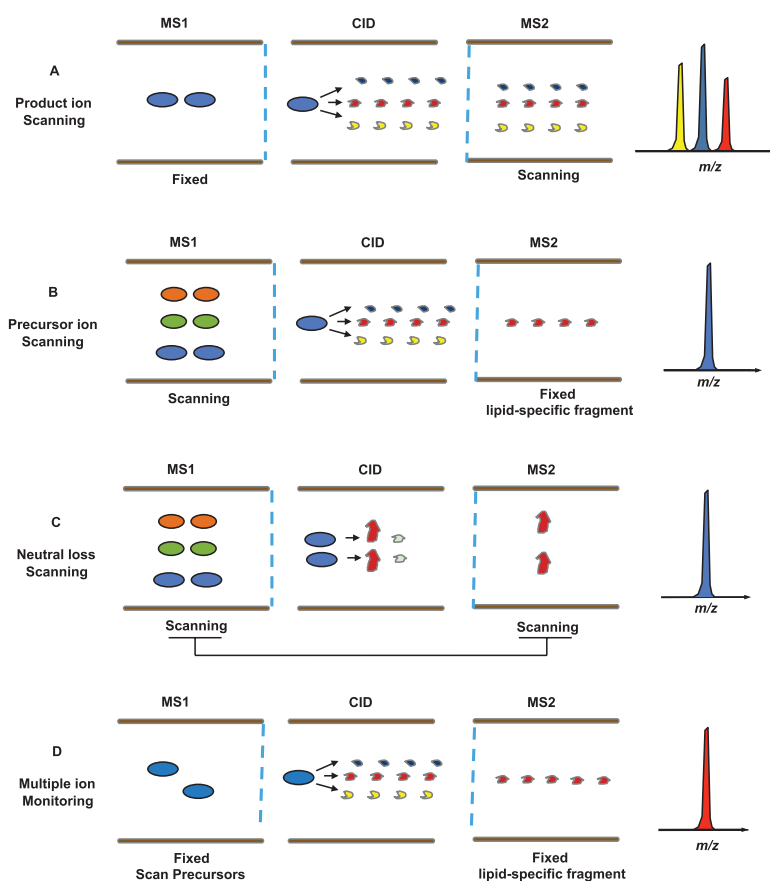 MS1 CID MS2
A
Product ion
Scanning
Fixed
Scanning
m/z
MS1 CID MS2
B
Precursor ion
Scanning
Scanning
Fixed
lipid-specific fragment
m/z
MS1 CID MS2
C
Neutral loss
Scanning
Scanning
Scanning
m/z
MS1 CID MS2
D
Multiple ion
Monitoring
Fixed
Scan Precursors
Fixed
lipid-specific fragment
m/z